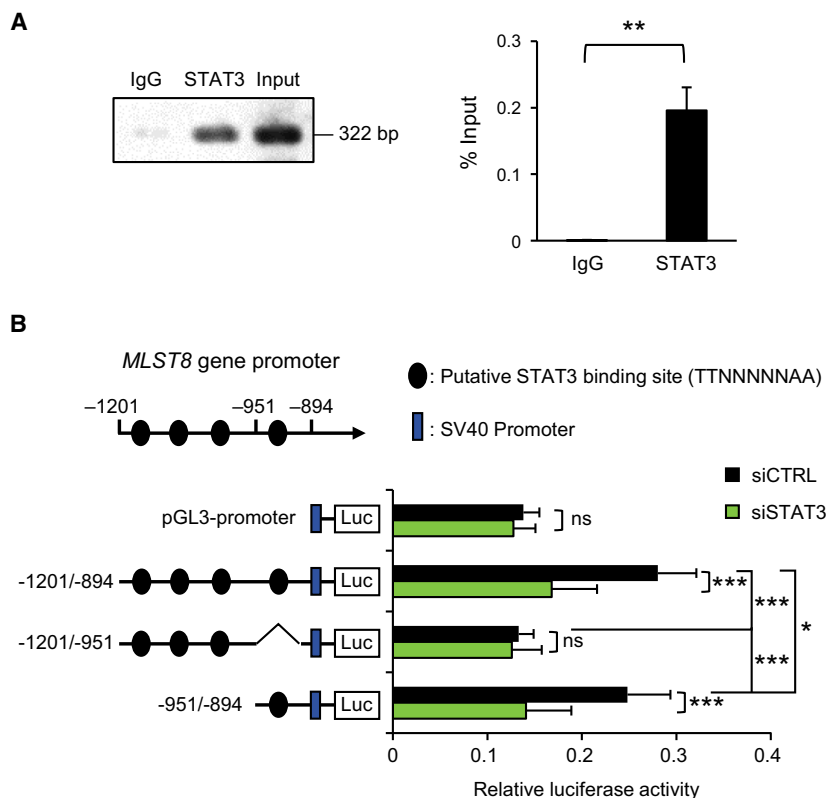 A
IgG STAT3 Input
322 bp
**
0.3
0.2
0.1
0
% Input
IgG STAT3
B
MLST8 gene promoter
–1201 –951 –894
: Putative STAT3 binding site (TTNNNNNAA)
: SV40 Promoter
siCTRL
siSTAT3
pGL3-promoter Luc ns
-1201/-894 Luc ***
***
*
-1201/-951 Luc ns
***
-951/-894 Luc ***
0 0.1 0.2 0.3 0.4
Relative luciferase activity